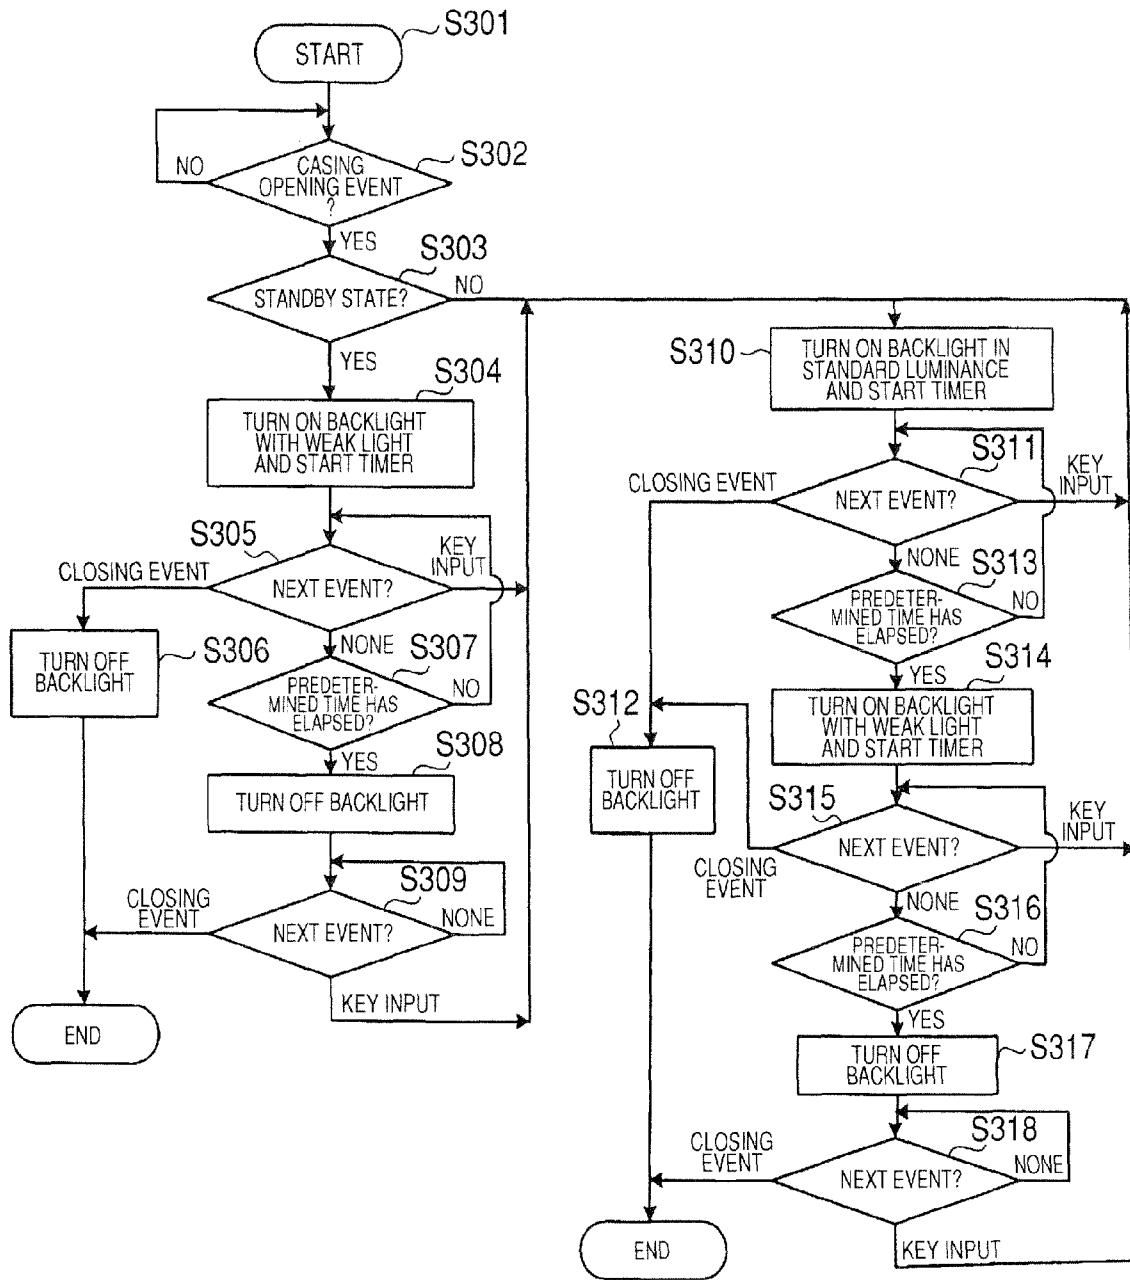 S301
START
S302
CASING
OPENING EVENT
?
NO
YES
S303
STANDBY STATE?
NO
YES
S304
TURN ON BACKLIGHT
WITH WEAK LIGHT
AND START TIMER
S305
NEXT EVENT?
CLOSING EVENT
KEY
INPUT
NONE
S306
TURN OFF
BACKLIGHT
S307
PREDETER-
MINED TIME HAS
ELAPSED?
NO
YES
S308
TURN OFF BACKLIGHT
S309
NEXT EVENT?
CLOSING
EVENT
NONE
KEY INPUT
END
S310
TURN ON BACKLIGHT IN
STANDARD LUMINANCE
AND START TIMER
S311
NEXT EVENT?
CLOSING EVENT
KEY
INPUT
NONE
S313
PREDETER-
MINED TIME HAS
ELAPSED?
NO
YES
S314
TURN ON BACKLIGHT
WITH WEAK LIGHT
AND START TIMER
S312
TURN OFF
BACKLIGHT
S315
NEXT EVENT?
CLOSING
EVENT
KEY
INPUT
NONE
S316
PREDETER-
MINED TIME HAS
ELAPSED?
NO
YES
S317
TURN OFF
BACKLIGHT
S318
NEXT EVENT?
CLOSING
EVENT
NONE
KEY INPUT
END